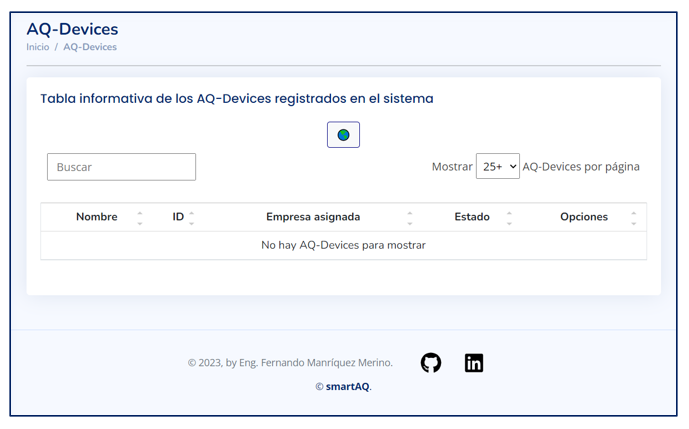 AQ-Devices
Inicio / AQ-Devices
Tabla informativa de los AQ-Devices registrados en el sistema
Buscar
Mostrar 25+ AQ-Devices por página
Nombre ID Empresa asignada Estado Opciones
No hay AQ-Devices para mostrar
© 2023, by Eng. Fernando Manríquez Merino.
in
© smartAQ.